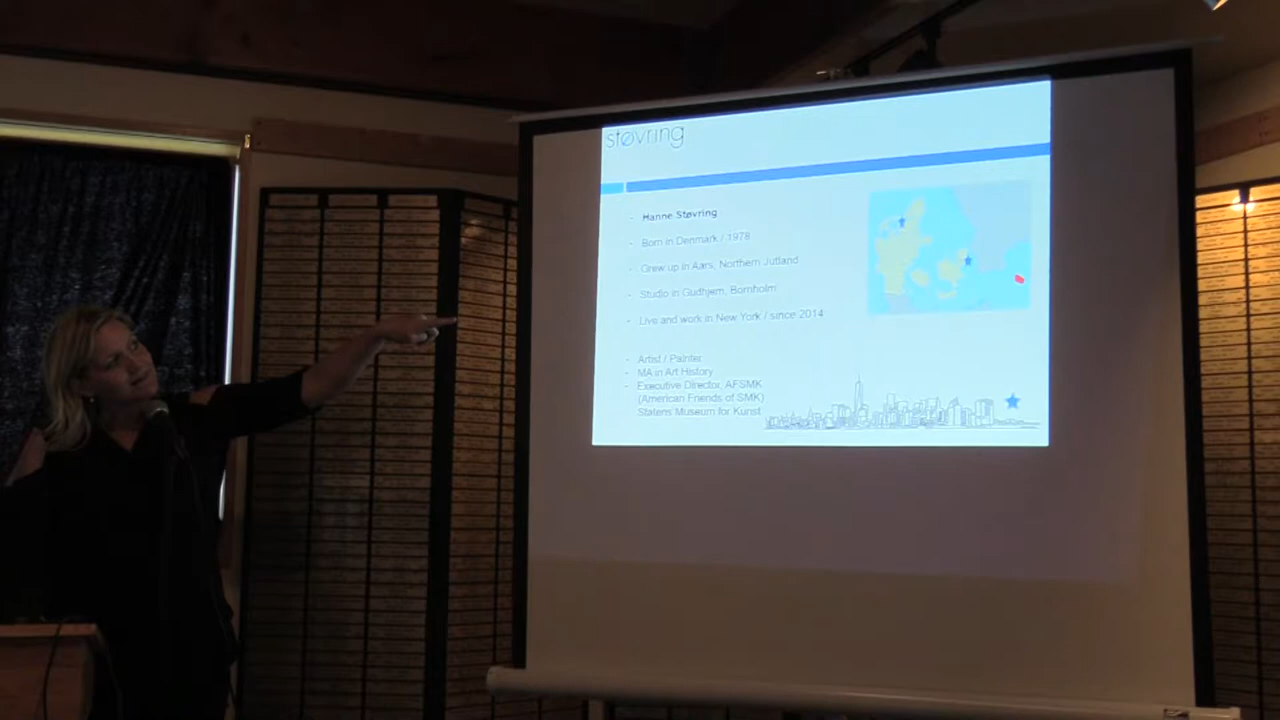 støvring
- Hanne Støvring
- Born in Denmark / 1978
- Grew up in Aars, Northern Jutland
- Studio in Gudhjem, Bornholm
- Live and work in New York / since 2014
- Artist / Painter
- MA in Art History
- Executive Director, AFSMK
(American Friends of SMK)
Statens Museum for Kunst